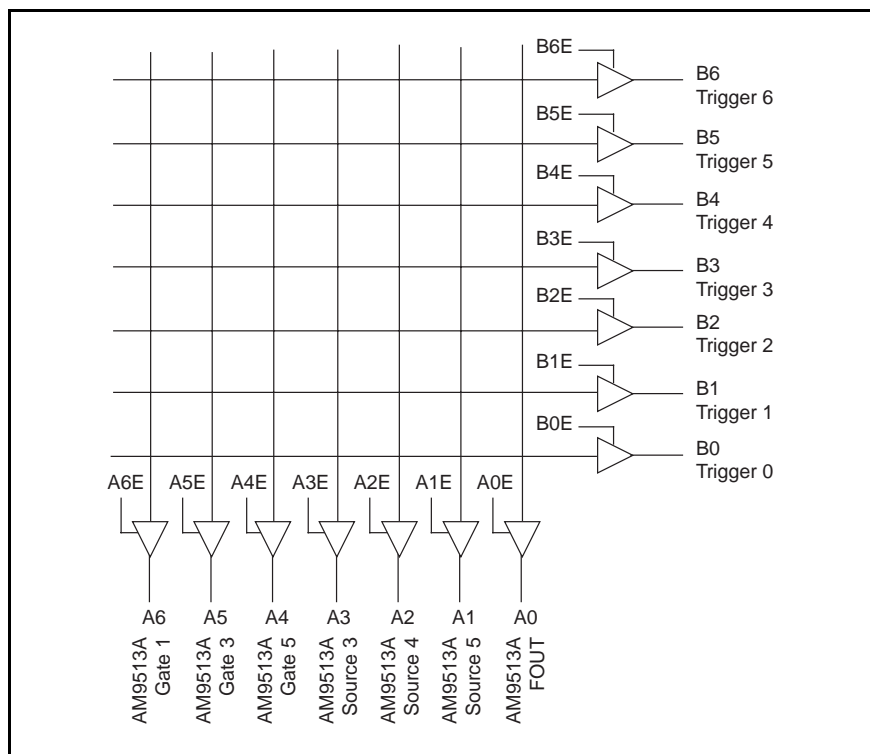 B6E
B6
Trigger 6
B5E
B5
Trigger 5
B4E
B4
Trigger 4
B3E
B3
Trigger 3
B2E
B2
Trigger 2
B1E
B1
Trigger 1
B0E
B0
Trigger 0
A6E A5E A4E A3E A2E A1E A0E
A6 A5 A4 A3 A2 A1 A0
AM9513A
Gate 1
AM9513A
Gate 3
AM9513A
Gate 5
AM9513A
Source 3
AM9513A
Source 4
AM9513A
Source 5
AM9513A
FOUT